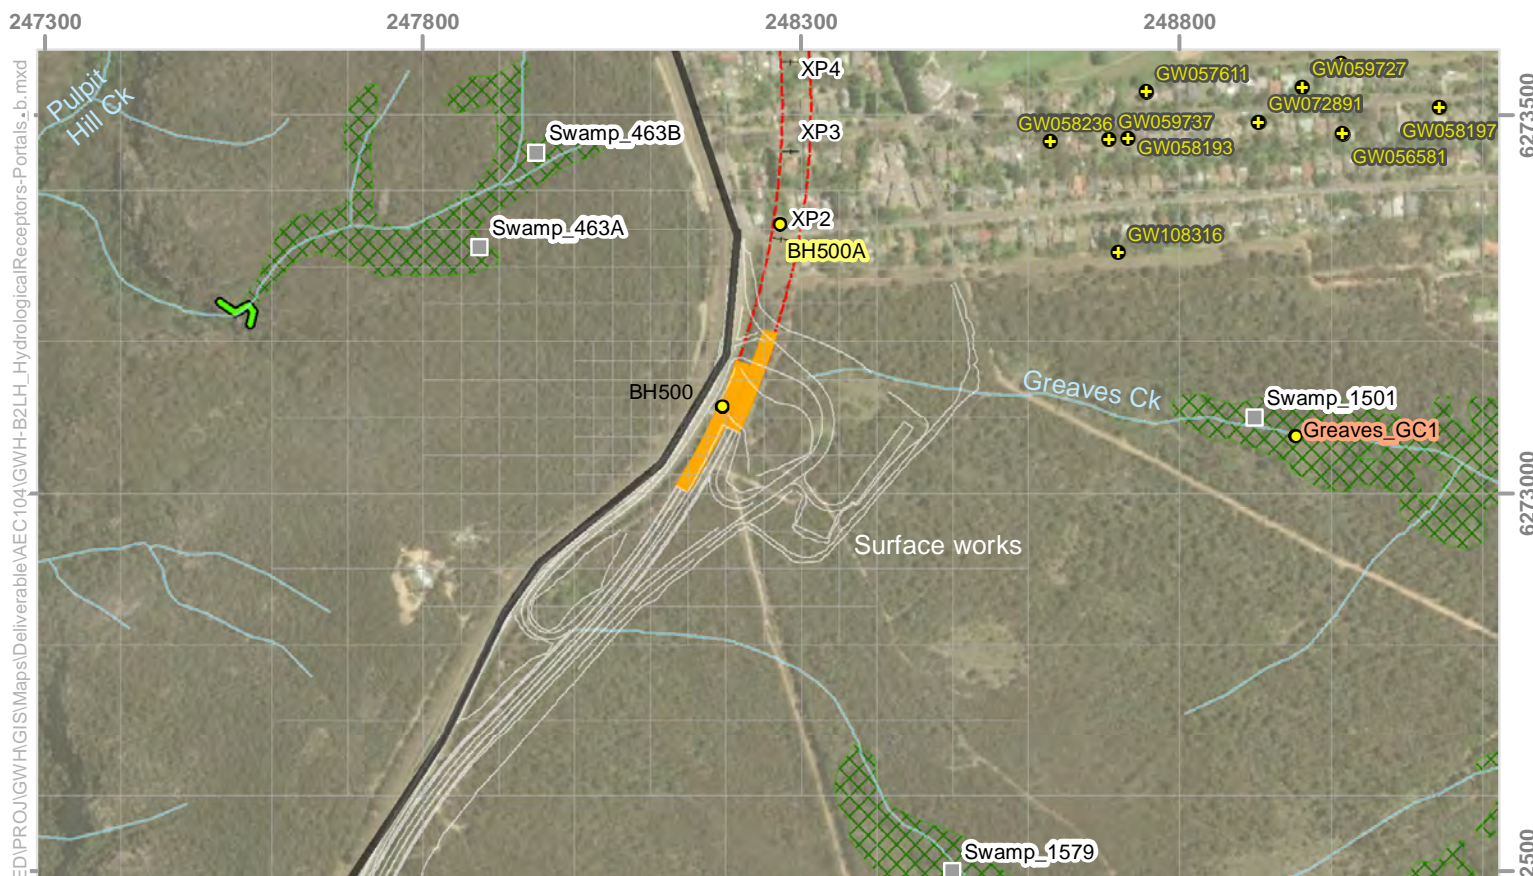 247300
247800
248300
248800
XP4
GW059727
GW057611
GW072891
Pulpit
Hill Ck
6273500
Swamp_463B
XP3
GW058236
GW059737
GW058193
GW058197
GW056581
Swamp_463A
XP2
BH500A
GW108316
BH500
Greaves Ck
Swamp_1501
Greaves_GC1
6273000
Surface works
Swamp_1579
2500
ED\PROJ\GWH\GIS\Maps\Deliverable\AEC104\GWH-B2LH_HydrologicalReceptors-Portals_b.mxd